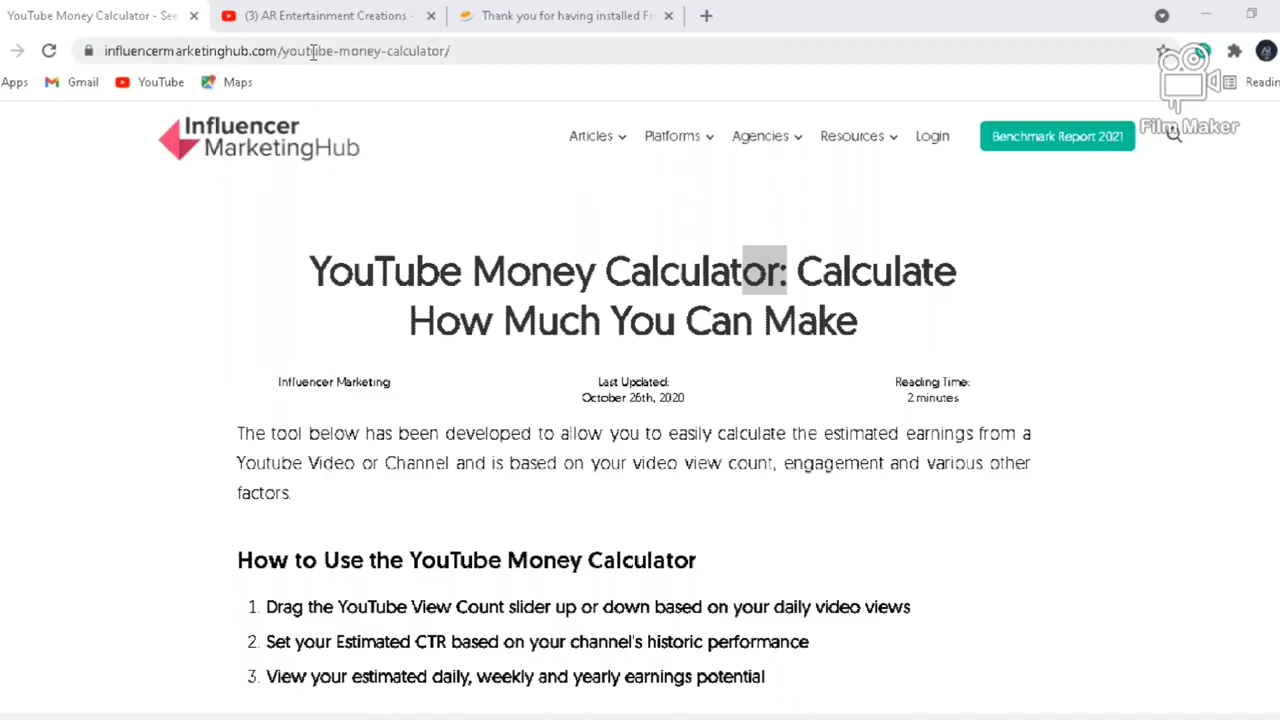 YouTube Money Calculator - See
(3) AR Entertainment Creations -
Thank you for having installed Fr
influencermarketinghub.com/youtube-money-calculator/
Apps
Gmail
YouTube
Maps
Readin
Film Maker
Influencer
MarketingHub
Articles
Platforms
Agencies
Resources
Login
Benchmark Report 2021
YouTube Money Calculator: Calculate
How Much You Can Make
Influencer Marketing
Last Updated:
October 26th, 2020
Reading Time:
2 minutes
The tool below has been developed to allow you to easily calculate the estimated earnings from a
Youtube Video or Channel and is based on your video view count, engagement and various other
factors.
How to Use the YouTube Money Calculator
1. Drag the YouTube View Count slider up or down based on your daily video views
2. Set your Estimated CTR based on your channel's historic performance
3. View your estimated daily, weekly and yearly earnings potential